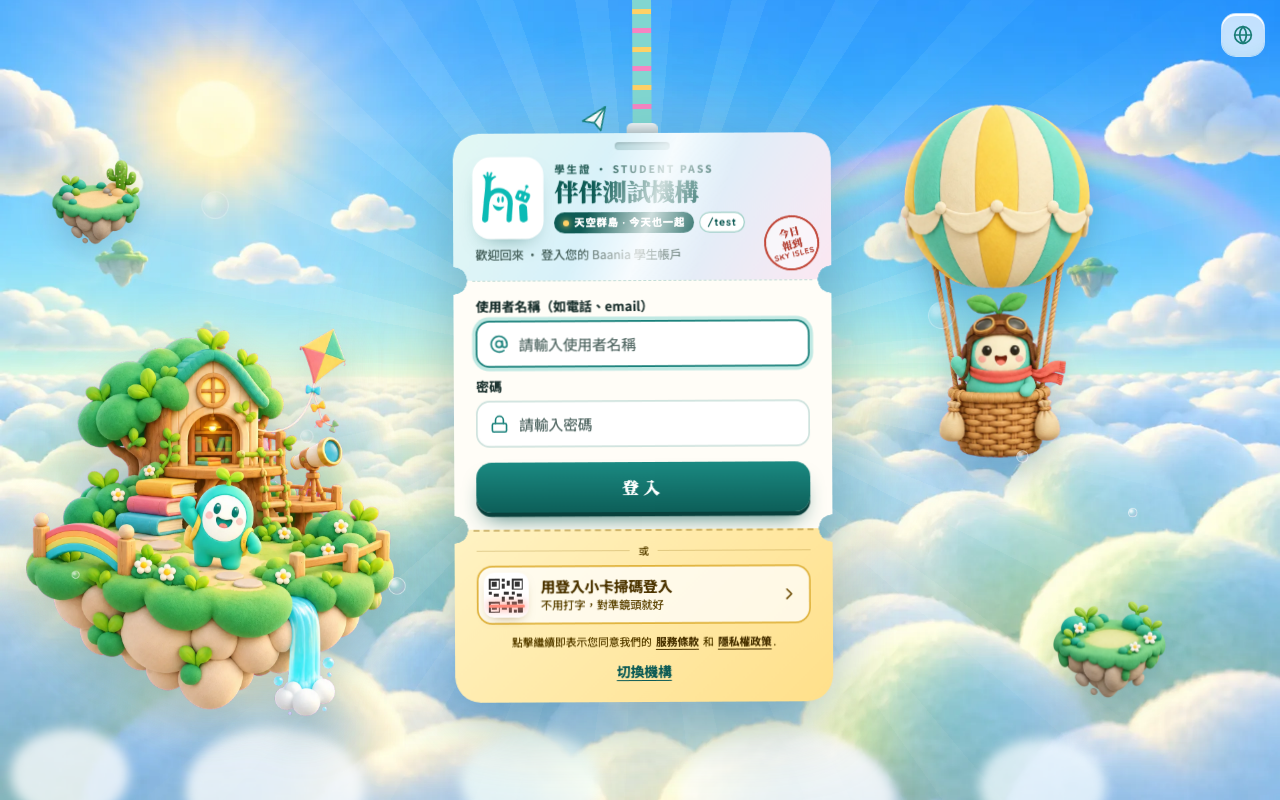 學生證 • STUDENT PASS
hi
伴伴測試機構
天空群島 · 今天也一起
/test
今日
報到
SKY ISLES
歡迎回來 • 登入您的 Baania 學生帳戶
使用者名稱（如電話、email）
請輸入使用者名稱
密碼
請輸入密碼
登入
或
用登入小卡掃碼登入
不用打字，對準鏡頭就好
點擊繼續即表示您同意我們的 服務條款 和 隱私權政策.
切換機構